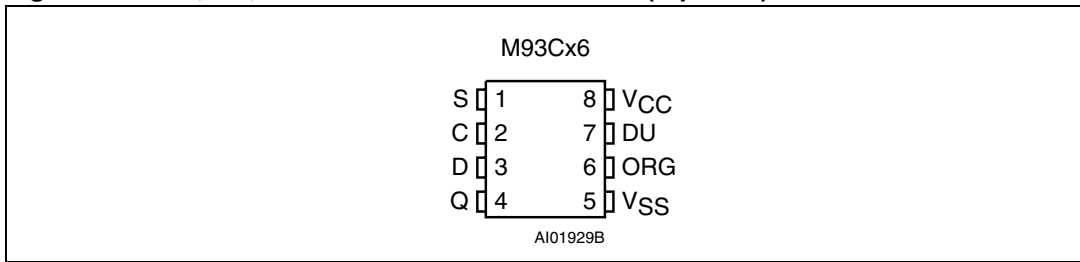 M93Cx6
S 1 8 VCC
C 2 7 DU
D 3 6 ORG
Q 4 5 VSS
AI01929B